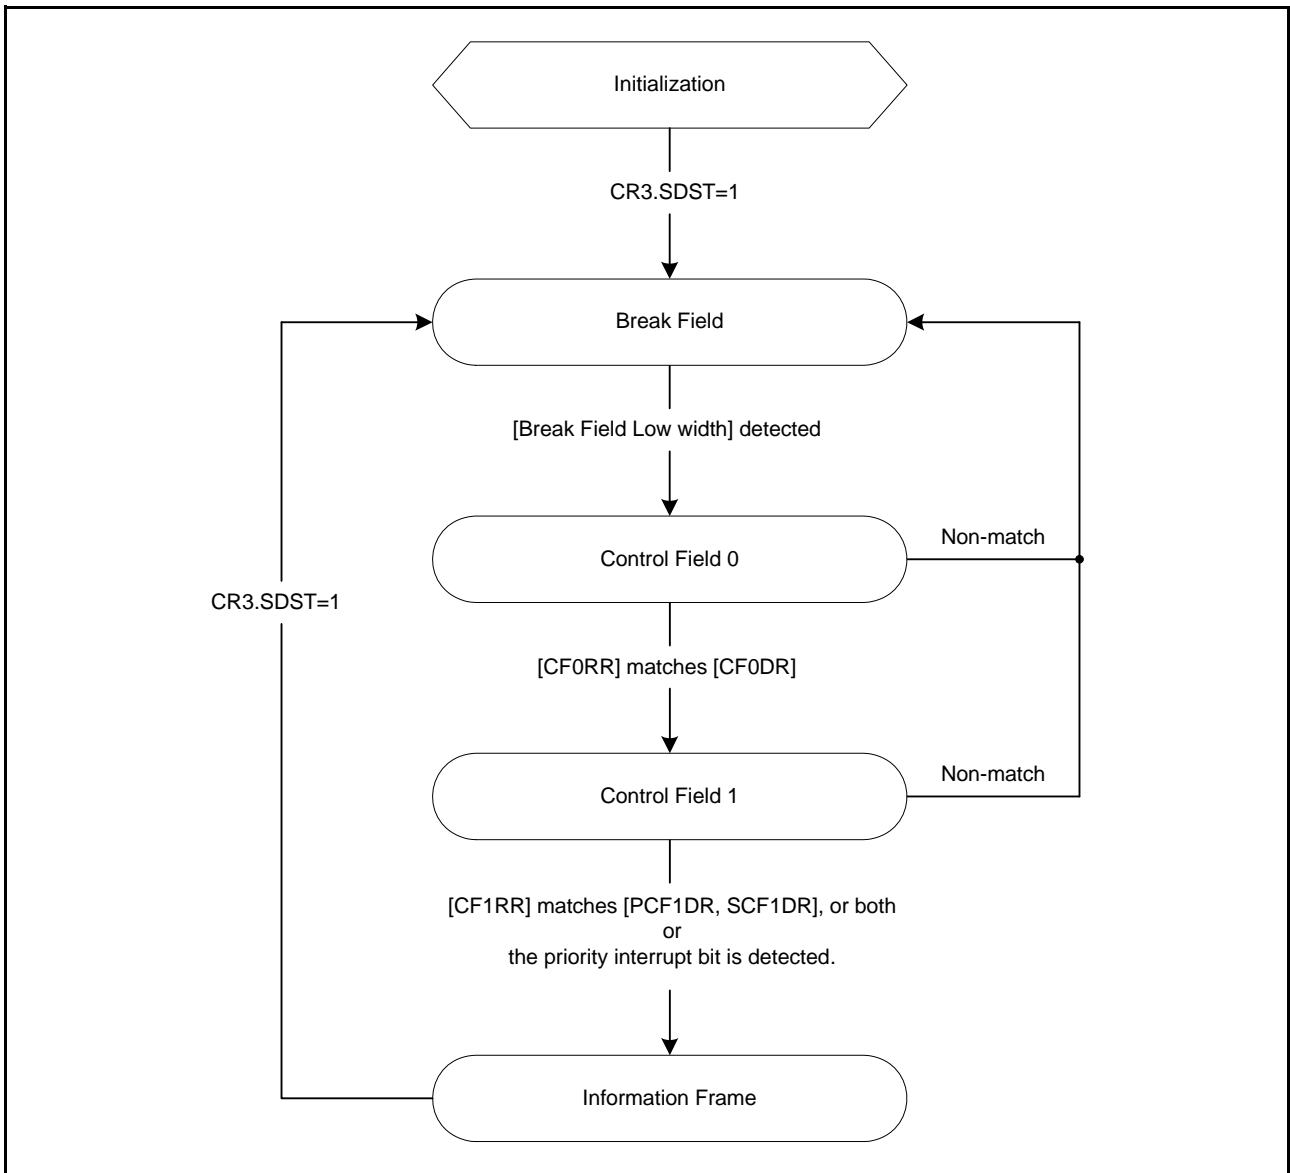 Initialization
CR3.SDST=1
Break Field
[Break Field Low width] detected
Control Field 0
Non-match
CR3.SDST=1
[CF0RR] matches [CF0DR]
Control Field 1
Non-match
[CF1RR] matches [PCF1DR, SCF1DR], or both
or
the priority interrupt bit is detected.
Information Frame